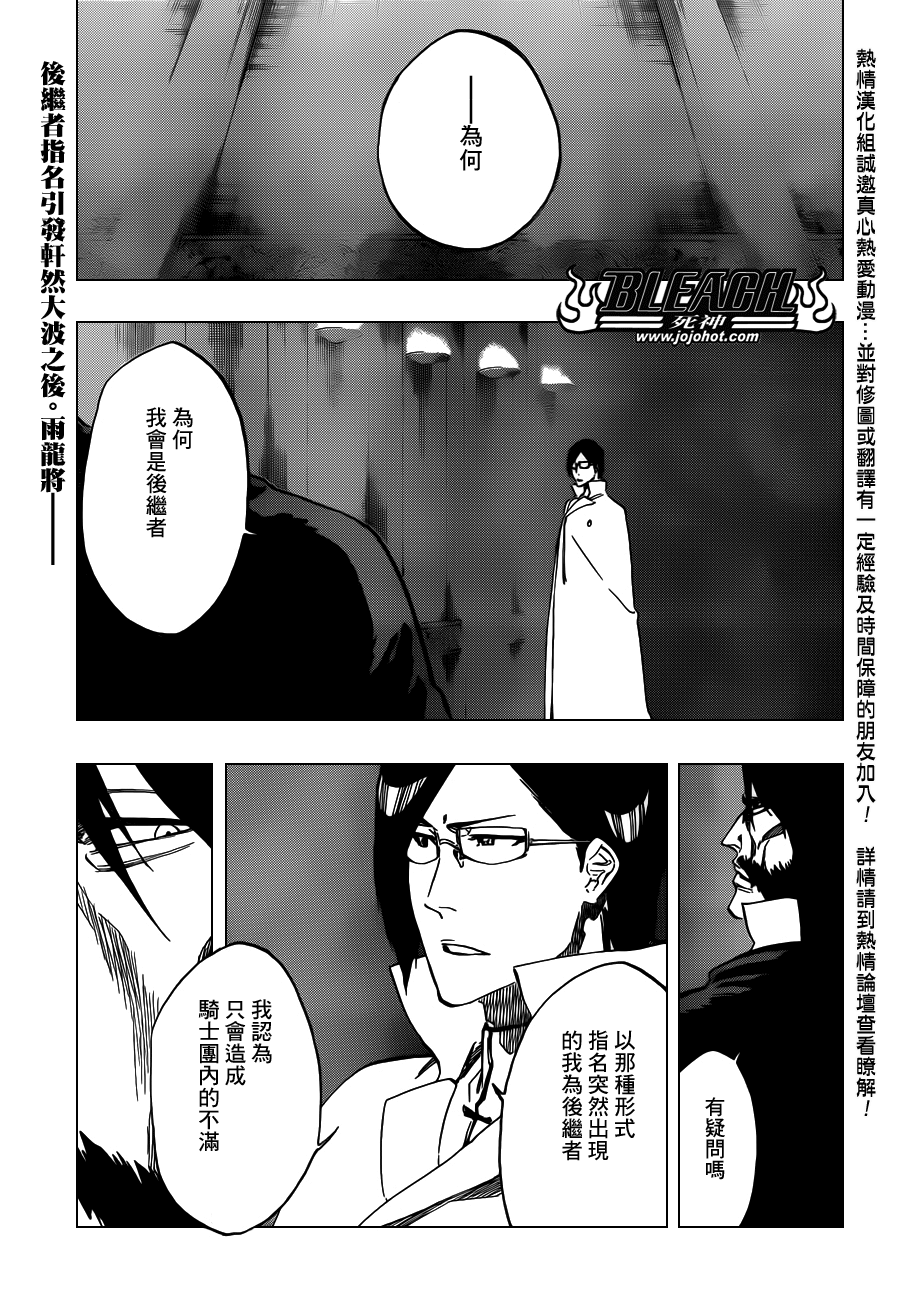 熱情漢化組誠邀真心熱愛動漫…並對修圖或翻譯有一定經驗及時間保障的朋友加入！ 詳情請到熱情論壇查看瞭解！
——為何
BLEACH
死神
www.jojohot.com
為何
我會是後繼者
有疑問嗎
以那種形式
指名突然出現
的我為後繼者
我認為
只會造成
騎士團內的不滿
後繼者指名引發軒然大波之後。雨龍將——